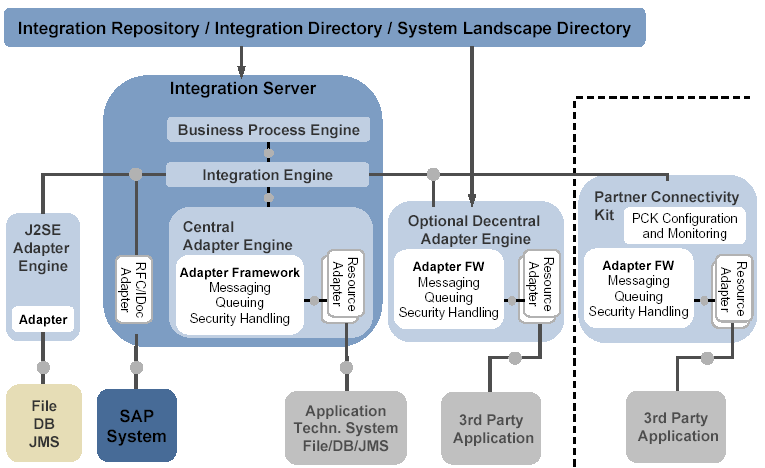 Integration Repository / Integration Directory / System Landscape Directory
Integration Server
Business Process Engine
Integration Engine
J2SE
Adapter
Engine
Adapter
RFC/IDoc
Adapter
Central
Adapter Engine
Adapter Framework
Messaging
Queuing
Security Handling
Resource
Adapter
Optional Decentral
Adapter Engine
Adapter FW
Messaging
Queuing
Security Handling
Resource
Adapter
Partner Connectivity
Kit
PCK Configuration
and Monitoring
Adapter FW
Messaging
Queuing
Security Handling
Resource
Adapter
File
DB
JMS
SAP
System
Application
Techn. System
File/DB/JMS
3rd Party
Application
3rd Party
Application